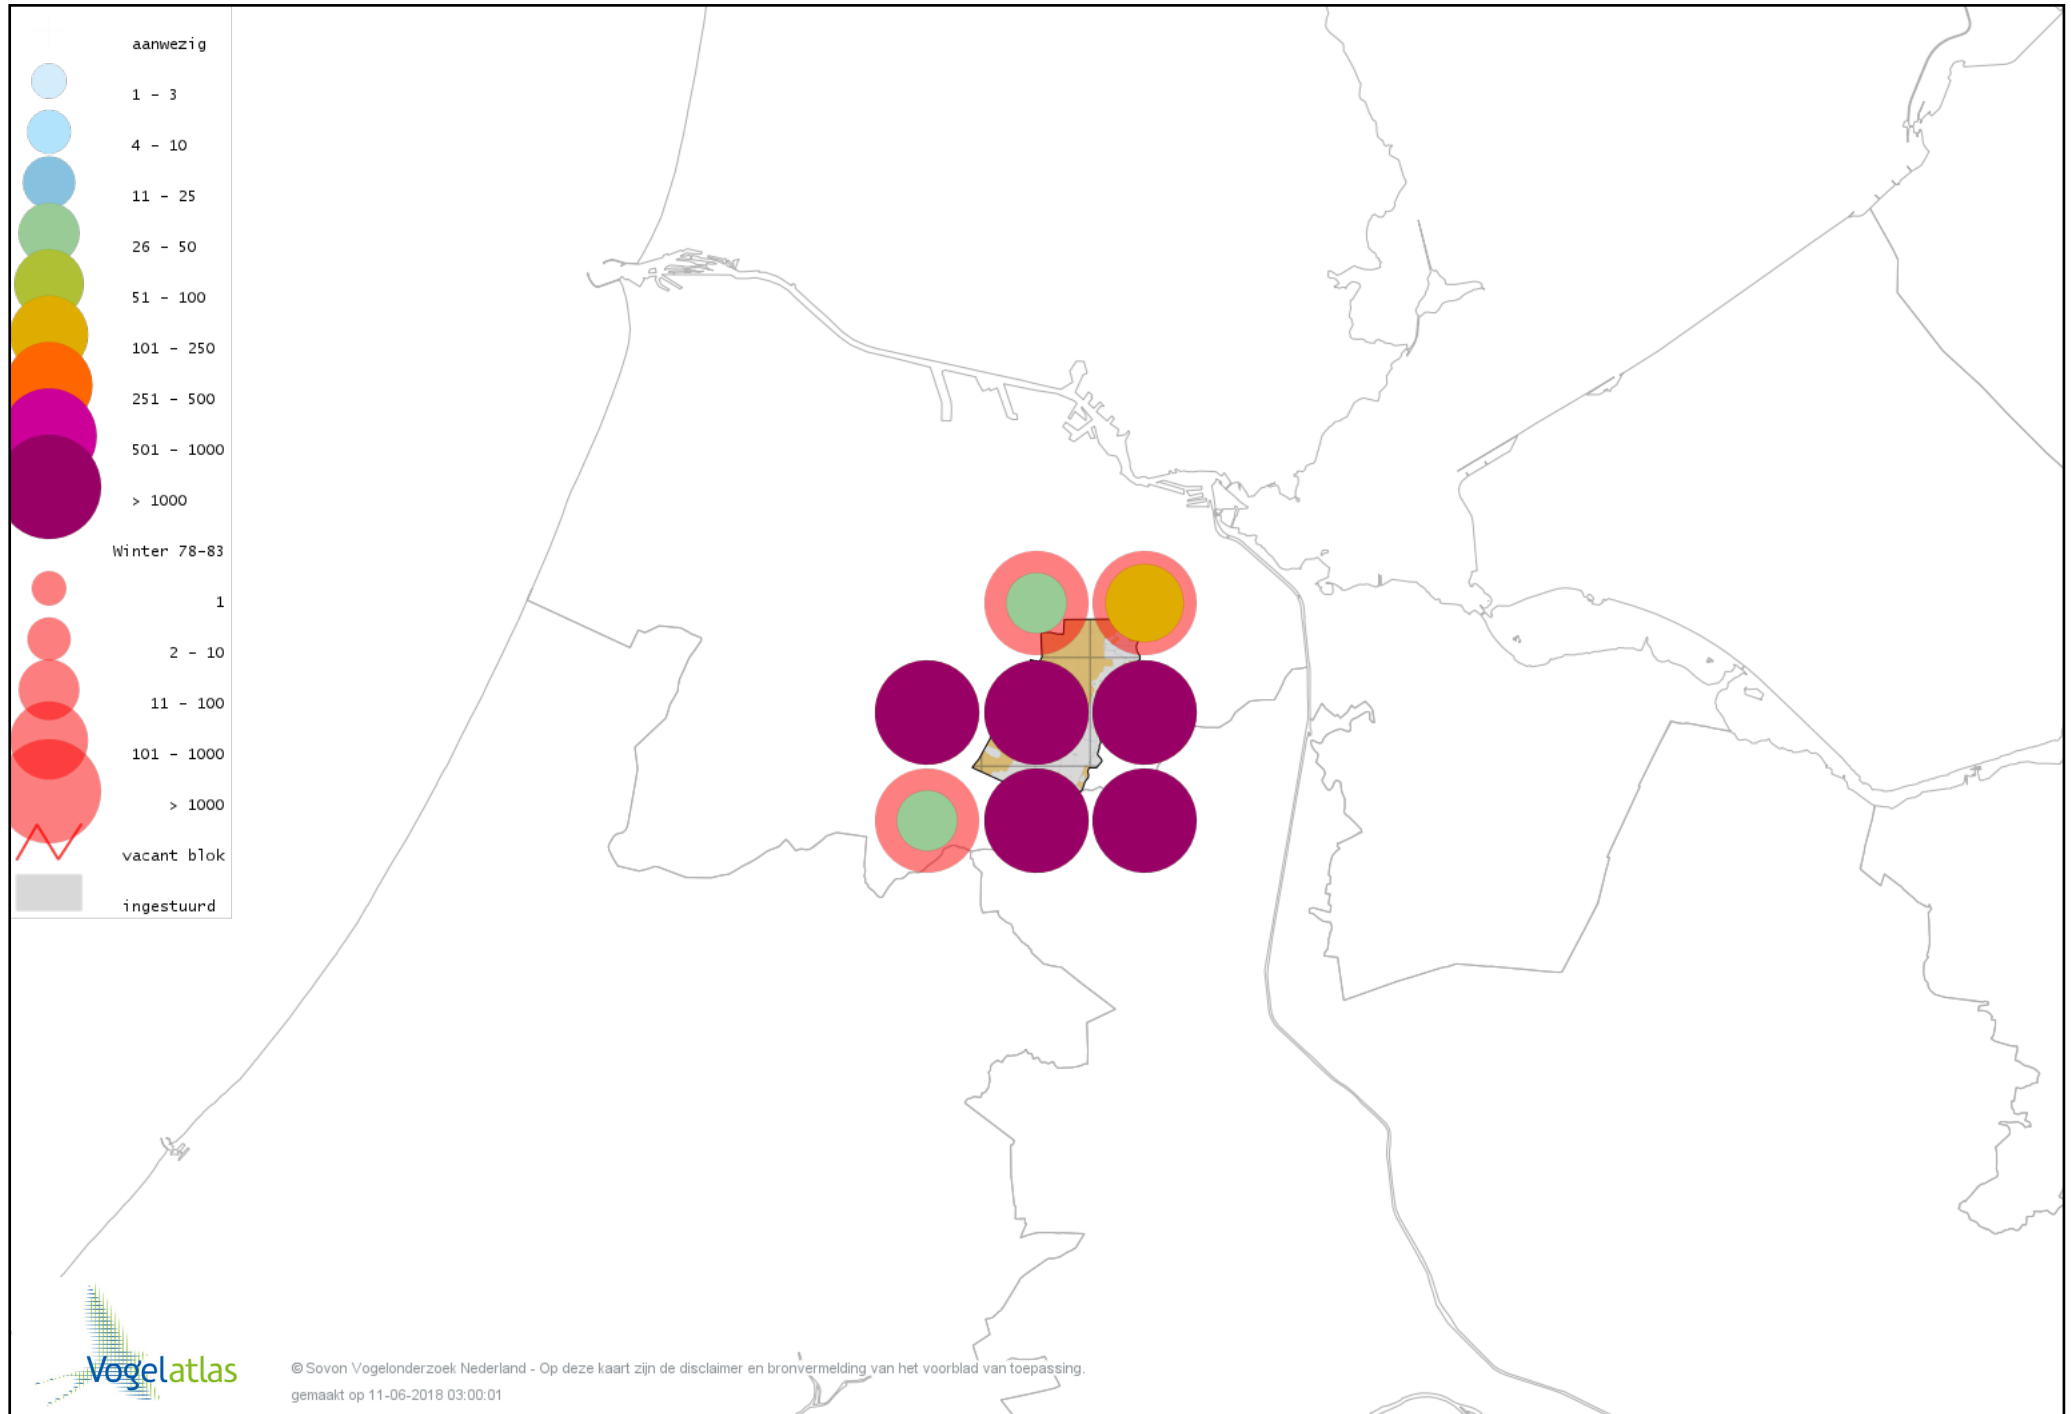 aanwezig
1 - 3
4 - 10
11 - 25
26 - 50
51 - 100
101 - 250
251 - 500
501 - 1000
> 1000
Winter 78-83
1
2 - 10
11 - 100
101 - 1000
> 1000
vacant blok
ingestuurd
Vogelatlas
© Sovon Vogelonderzoek Nederland - Op deze kaart zijn de disclaimer en bronvermelding van het voorblad van toepassing.
gemaakt op 11-06-2018 03:00:01